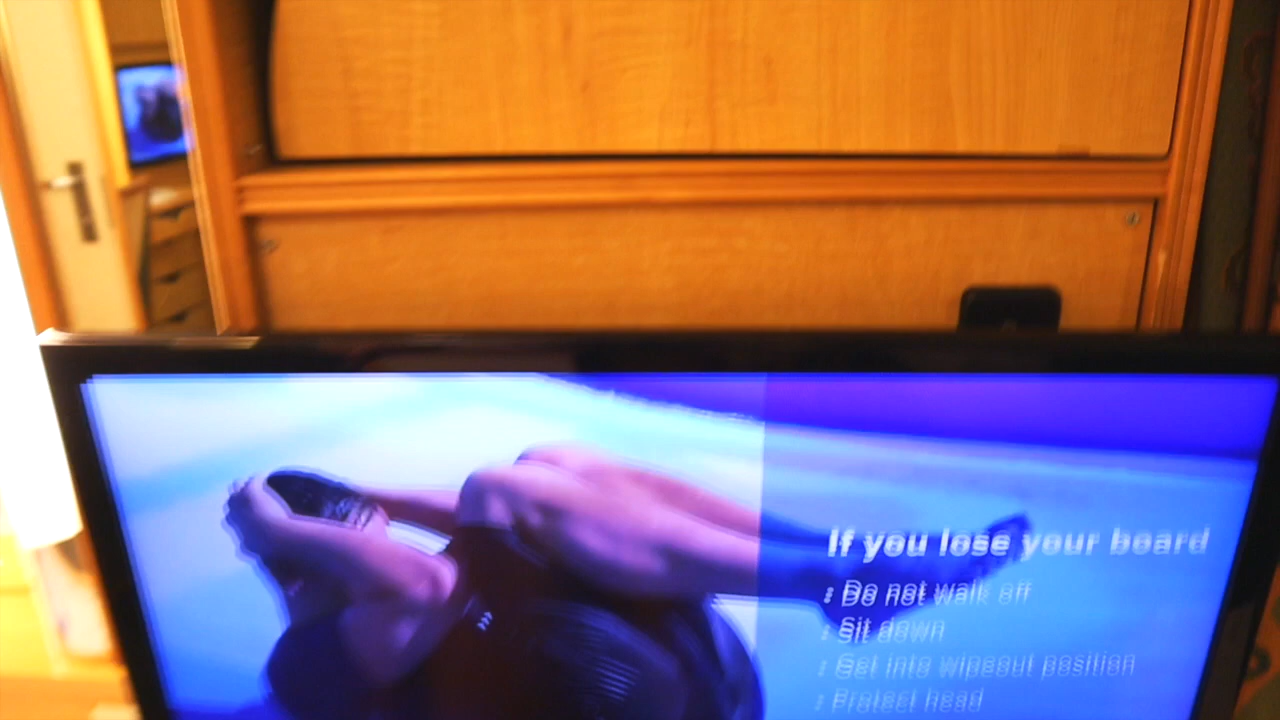 If you lose your board
• Do not walk off
• Sit down
• Get into wipeout position
• Protect head